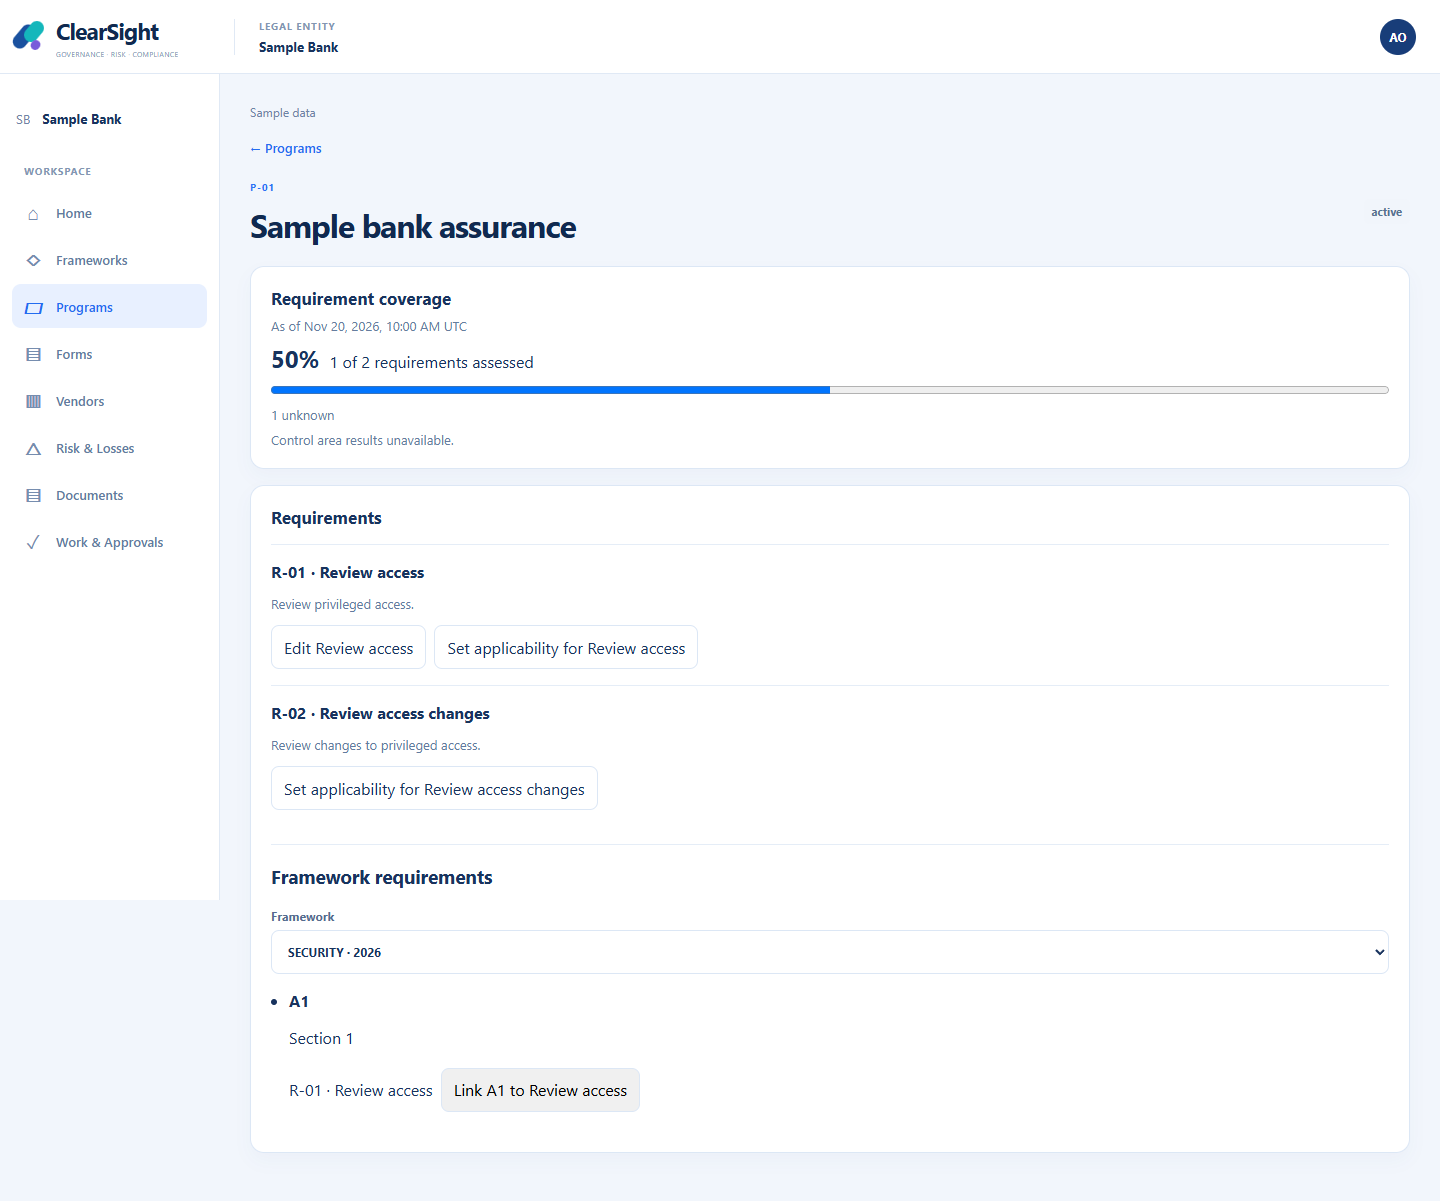 ClearSight
GOVERNANCE · RISK · COMPLIANCE
LEGAL ENTITY
Sample Bank
AO
SB Sample Bank
WORKSPACE
Home
Frameworks
Programs
Forms
Vendors
Risk & Losses
Documents
Work & Approvals
Sample data
← Programs
P-01
Sample bank assurance
active
Requirement coverage
As of Nov 20, 2026, 10:00 AM UTC
50% 1 of 2 requirements assessed
1 unknown
Control area results unavailable.
Requirements
R-01 · Review access
Review privileged access.
Edit Review access
Set applicability for Review access
R-02 · Review access changes
Review changes to privileged access.
Set applicability for Review access changes
Framework requirements
Framework
SECURITY · 2026
• A1
Section 1
R-01 · Review access
Link A1 to Review access